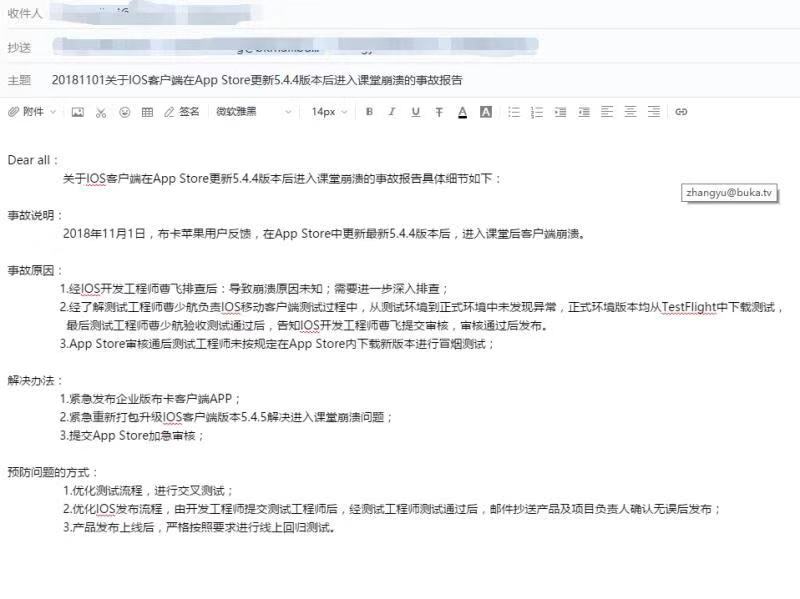 收件人
抄送
主题 20181101关于IOS客户端在App Store更新5.4.4版本后进入课堂崩溃的事故报告
附件 签名 微软雅黑 14px B I U T A A
Dear all：
关于IOS客户端在App Store更新5.4.4版本后进入课堂崩溃的事故报告具体细节如下：
zhangyu@buka.tv
事故说明：
2018年11月1日，布卡苹果用户反馈，在App Store中更新最新5.4.4版本后，进入课堂后客户端崩溃。
事故原因：
1.经IOS开发工程师曹飞排查后：导致崩溃原因未知；需要进一步深入排查；
2.经了解测试工程师曹少航负责IOS移动客户端测试过程中，从测试环境到正式环境中未发现异常，正式环境版本均从TestFlight中下载测试，
最后测试工程师曹少航验收测试通过后，告知IOS开发工程师曹飞提交审核，审核通过后发布。
3.App Store审核通后测试工程师未按规定在App Store内下载新版本进行冒烟测试；
解决办法：
1.紧急发布企业版布卡客户端APP；
2.紧急重新打包升级IOS客户端版本5.4.5解决进入课堂崩溃问题；
3.提交App Store加急审核；
预防问题的方式：
1.优化测试流程，进行交叉测试；
2.优化IOS发布流程，由开发工程师提交测试工程师后，经测试工程师测试通过后，邮件抄送产品及项目负责人确认无误后发布；
3.产品发布上线后，严格按照要求进行线上回归测试。